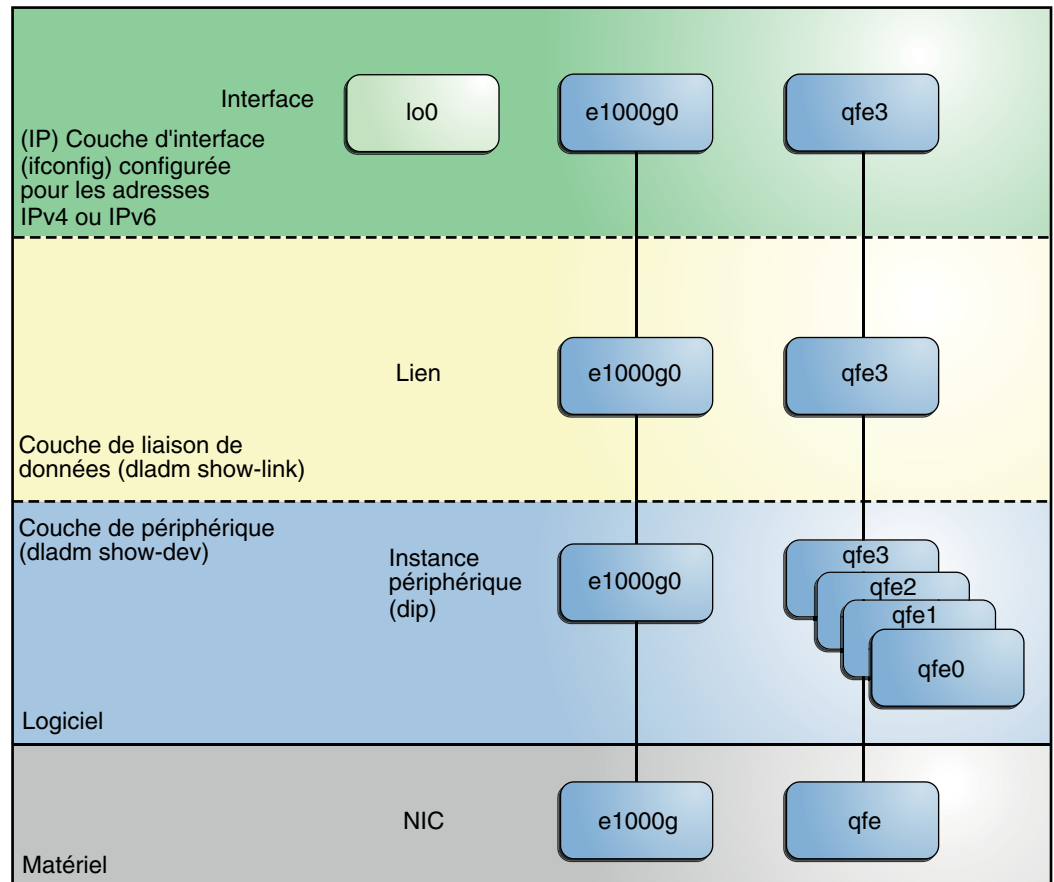 Interface
lo0
e1000g0
qfe3
(IP) Couche d'interface
(ifconfig) configurée
pour les adresses
IPv4 ou IPv6
Lien
e1000g0
qfe3
Couche de liaison de
données (dladm show-link)
Couche de périphérique
(dladm show-dev)
Instance
périphérique
(dip)
e1000g0
qfe3
qfe2
qfe1
qfe0
Logiciel
NIC
e1000g
qfe
Matériel